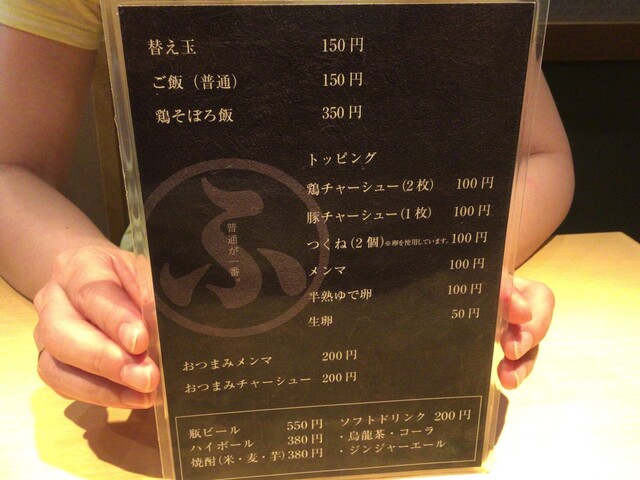 替え玉 150円
ご飯（普通） 150円
鶏そぼろ飯 350円
トッピング
鶏チャーシュー(2枚) 100円
豚チャーシュー(1枚) 100円
つくね(2個)※卵を使用しています。 100円
メンマ 100円
半熟ゆで卵 100円
生卵 50円
ふ
普通が一番。
おつまみメンマ 200円
おつまみチャーシュー 200円
瓶ビール 550円
ハイボール 380円
焼酎(米・麦・芋) 380円
ソフトドリンク 200円
・烏龍茶・コーラ
・ジンジャーエール